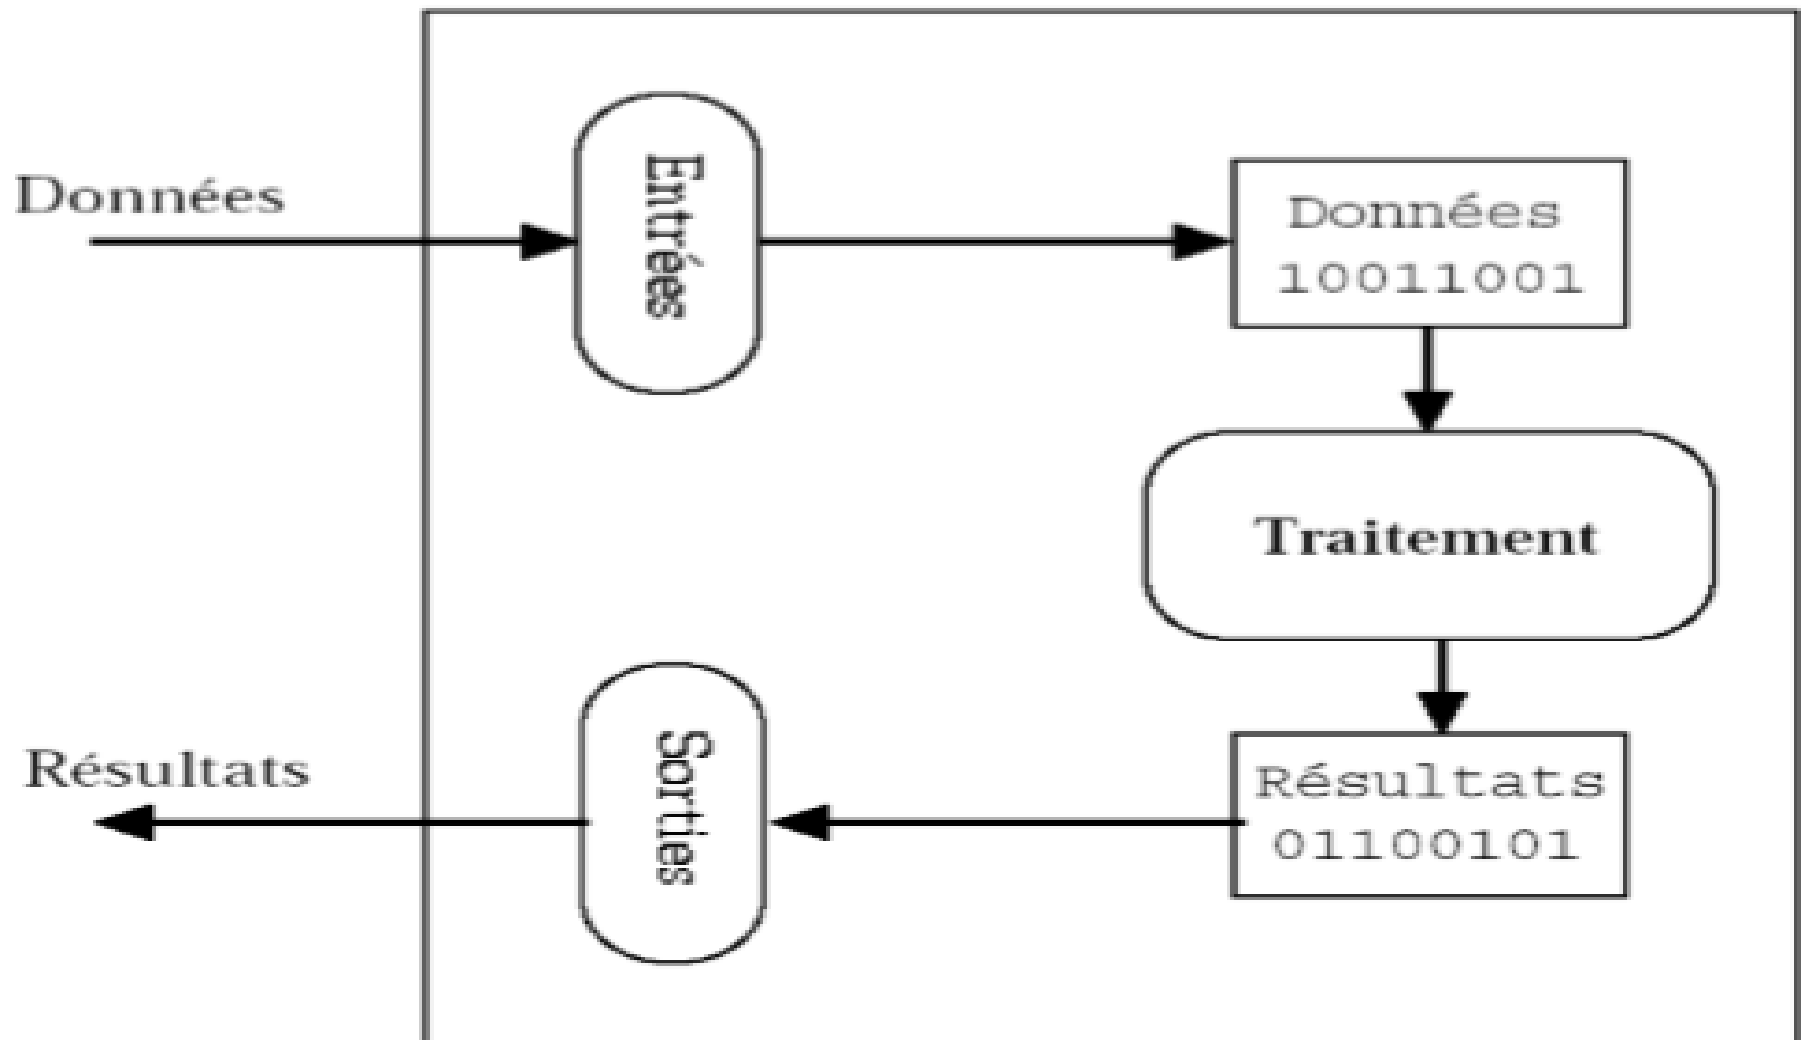 Données
Entrées
Données
10011001
Traitement
Résultats
Sorties
Résultats
01100101